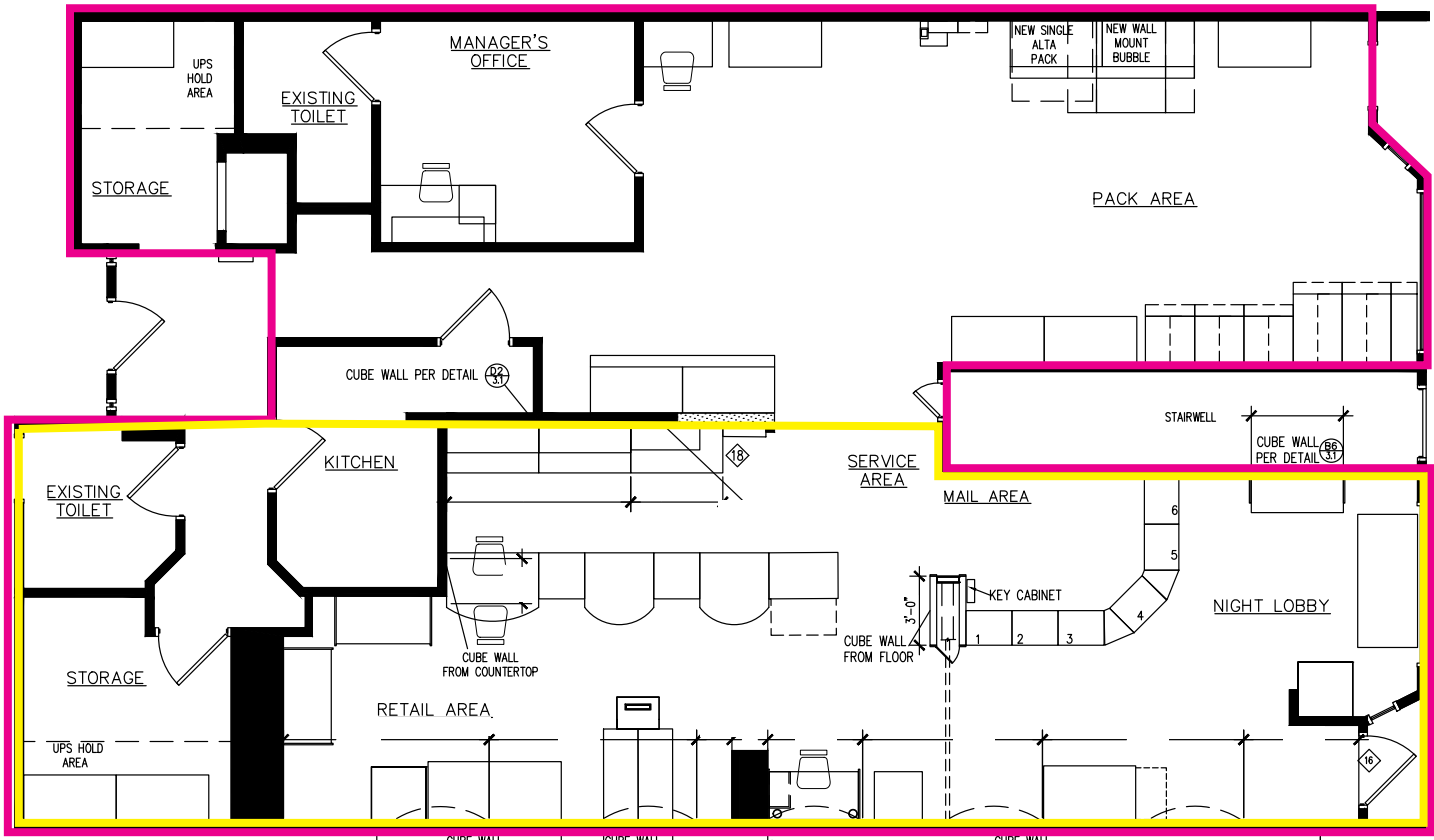 MANAGER'S
OFFICE
NEW SINGLE
ALTA
PACK
NEW WALL
MOUNT
BUBBLE
UPS
HOLD
AREA
EXISTING
TOILET
STORAGE
PACK AREA
CUBE WALL PER DETAIL
D2
3.1
STAIRWELL
CUBE WALL
PER DETAIL
B6
3.1
KITCHEN
18
SERVICE
AREA
EXISTING
TOILET
MAIL AREA
6
5
4
3
2
1
KEY CABINET
3'-0"
NIGHT LOBBY
CUBE WALL
FROM FLOOR
CUBE WALL
FROM COUNTERTOP
STORAGE
RETAIL AREA
UPS HOLD
AREA
16